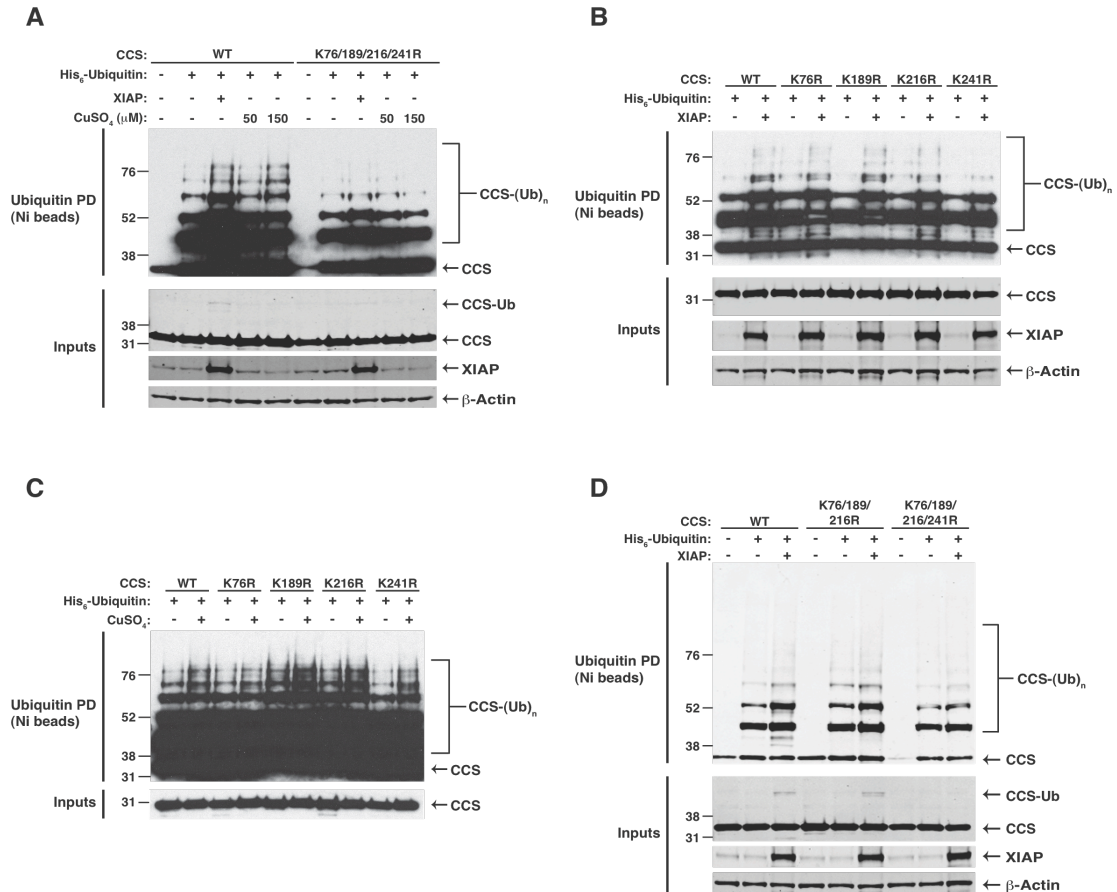 A
CCS: WT K76/189/216/241R
His6-Ubiquitin: - + + + + - + + + +
XIAP: - - + - - - - + - -
CuSO4 (μM): - - - 50 150 - - - 50 150
Ubiquitin PD
(Ni beads)
76
52
38
CCS-(Ub)n
← CCS
Inputs
38
31
← CCS-Ub
← CCS
← XIAP
← β-Actin
B
CCS: WT K76R K189R K216R K241R
His6-Ubiquitin: + + + + + + + + + +
XIAP: - + - + - + - + - +
Ubiquitin PD
(Ni beads)
76
52
38
31
CCS-(Ub)n
← CCS
Inputs
31
← CCS
← XIAP
← β-Actin
C
CCS: WT K76R K189R K216R K241R
His6-Ubiquitin: + + + + + + + + + +
CuSO4: - + - + - + - + - +
Ubiquitin PD
(Ni beads)
76
52
38
31
CCS-(Ub)n
← CCS
Inputs
31
← CCS
D
CCS: WT K76/189/ 216R K76/189/ 216/241R
His6-Ubiquitin: - + + - + + - + +
XIAP: - - + - - + - - +
Ubiquitin PD
(Ni beads)
76
52
38
CCS-(Ub)n
← CCS
Inputs
38
31
← CCS-Ub
← CCS
← XIAP
← β-Actin